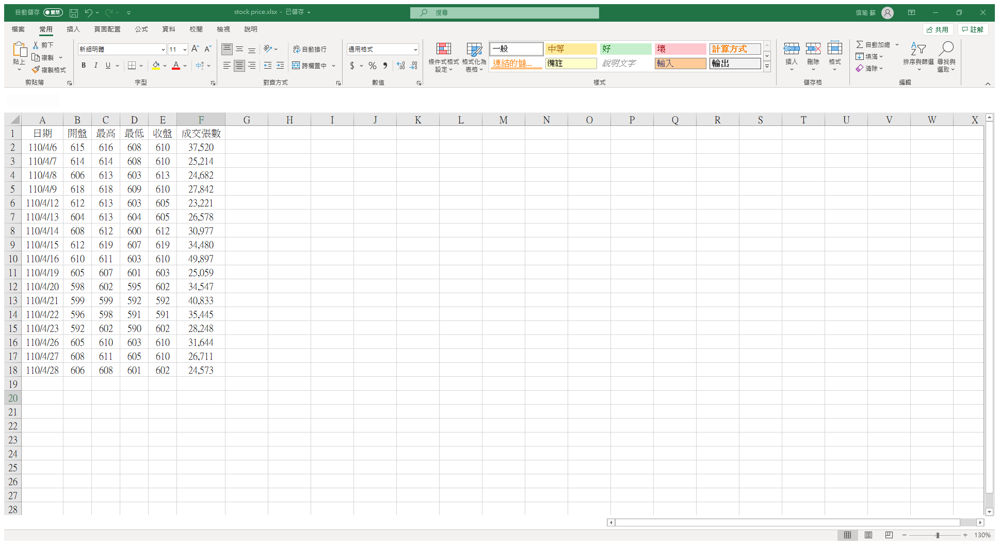 自動儲存 關閉 stock price.xlsx - 已儲存 搜尋 信瑜 蘇
檔案 常用 插入 頁面配置 公式 資料 校閱 檢視 說明 共用 註解
貼上 剪下 複製 複製格式 剪貼簿
新細明體 11 A A B I U A 中 字型
ab 自動換行 跨欄置中 對齊方式
通用格式 $ % , .00 .00 數值
條件式格式設定 格式化為表格 一般 中等 好 壞 計算方式
連結的儲... 備註 說明文字 輸入 輸出 樣式
插入 刪除 格式 儲存格
自動加總 填滿 清除 排序與篩選 尋找與選取 編輯
A B C D E F G H I J K L M N O P Q R S T U V W X
1 日期 開盤 最高 最低 收盤 成交張數
2 110/4/6 615 616 608 610 37,520
3 110/4/7 614 614 608 610 25,214
4 110/4/8 606 613 603 613 24,682
5 110/4/9 618 618 609 610 27,842
6 110/4/12 612 613 603 605 23,221
7 110/4/13 604 613 604 605 26,578
8 110/4/14 608 612 600 612 30,977
9 110/4/15 612 619 607 619 34,480
10 110/4/16 610 611 603 610 49,897
11 110/4/19 605 607 601 603 25,059
12 110/4/20 598 602 595 602 34,547
13 110/4/21 599 599 592 592 40,833
14 110/4/22 596 598 591 591 35,445
15 110/4/23 592 602 590 602 28,248
16 110/4/26 605 610 603 610 31,644
17 110/4/27 608 611 605 610 26,711
18 110/4/28 606 608 601 602 24,573
19
20
21
22
23
24
25
26
27
28
130%